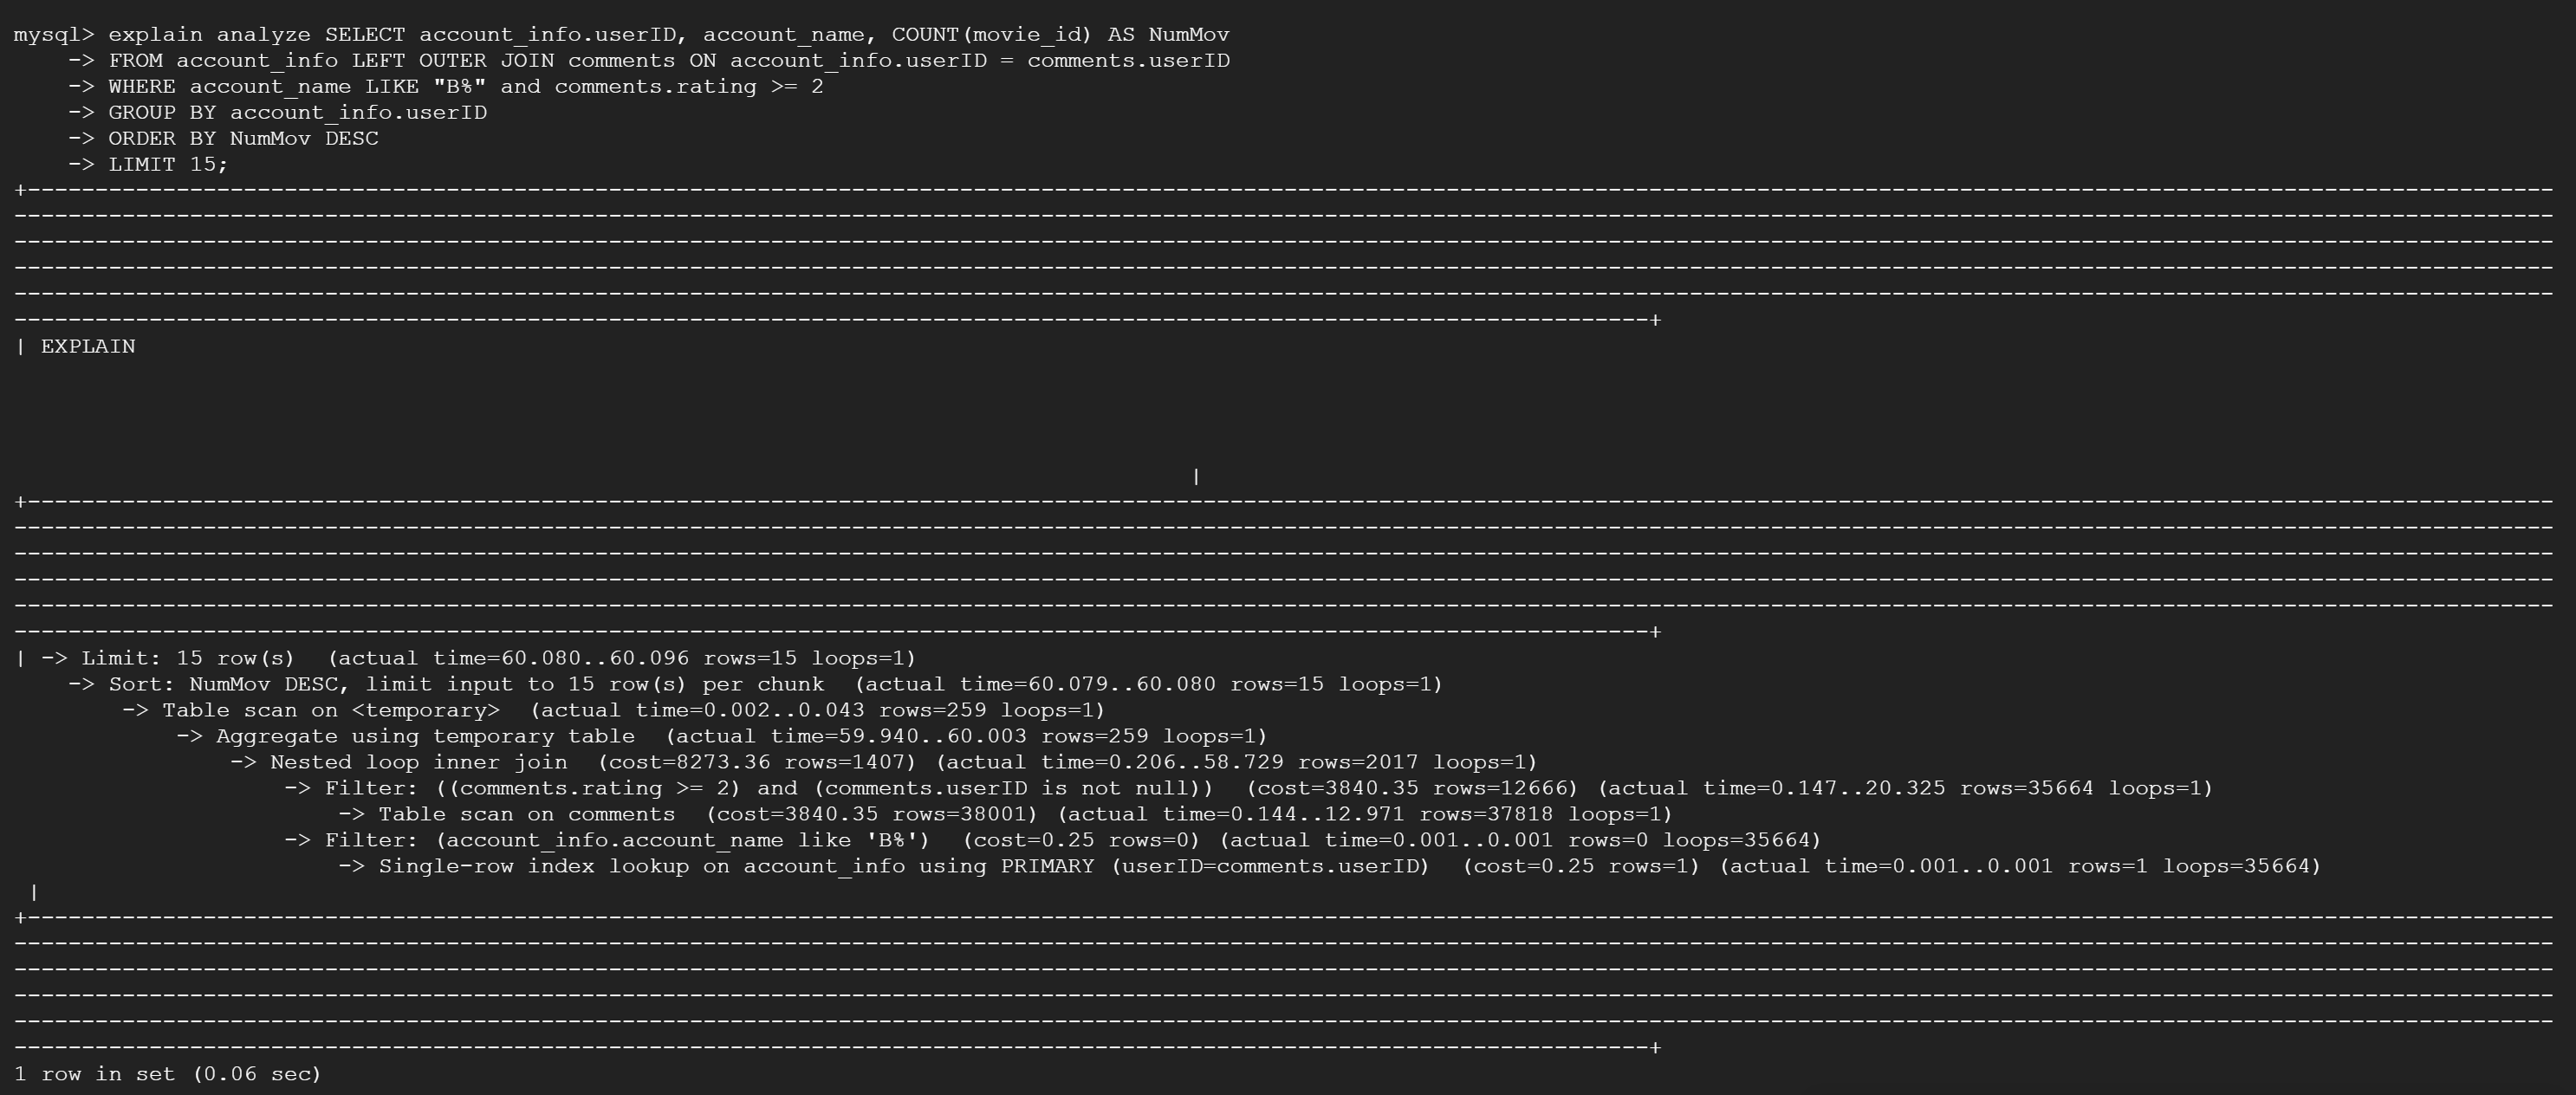 mysql> explain analyze SELECT account_info.userID, account_name, COUNT(movie_id) AS NumMov
    -> FROM account_info LEFT OUTER JOIN comments ON account_info.userID = comments.userID
    -> WHERE account_name LIKE "B%" and comments.rating >= 2
    -> GROUP BY account_info.userID
    -> ORDER BY NumMov DESC
    -> LIMIT 15;
| EXPLAIN
|
| -> Limit: 15 row(s)  (actual time=60.080..60.096 rows=15 loops=1)
    -> Sort: NumMov DESC, limit input to 15 row(s) per chunk  (actual time=60.079..60.080 rows=15 loops=1)
        -> Table scan on <temporary>  (actual time=0.002..0.043 rows=259 loops=1)
            -> Aggregate using temporary table  (actual time=59.940..60.003 rows=259 loops=1)
                -> Nested loop inner join  (cost=8273.36 rows=1407) (actual time=0.206..58.729 rows=2017 loops=1)
                    -> Filter: ((comments.rating >= 2) and (comments.userID is not null))  (cost=3840.35 rows=12666) (actual time=0.147..20.325 rows=35664 loops=1)
                        -> Table scan on comments  (cost=3840.35 rows=38001) (actual time=0.144..12.971 rows=37818 loops=1)
                    -> Filter: (account_info.account_name like 'B%')  (cost=0.25 rows=0) (actual time=0.001..0.001 rows=0 loops=35664)
                        -> Single-row index lookup on account_info using PRIMARY (userID=comments.userID)  (cost=0.25 rows=1) (actual time=0.001..0.001 rows=1 loops=35664)
 |
1 row in set (0.06 sec)